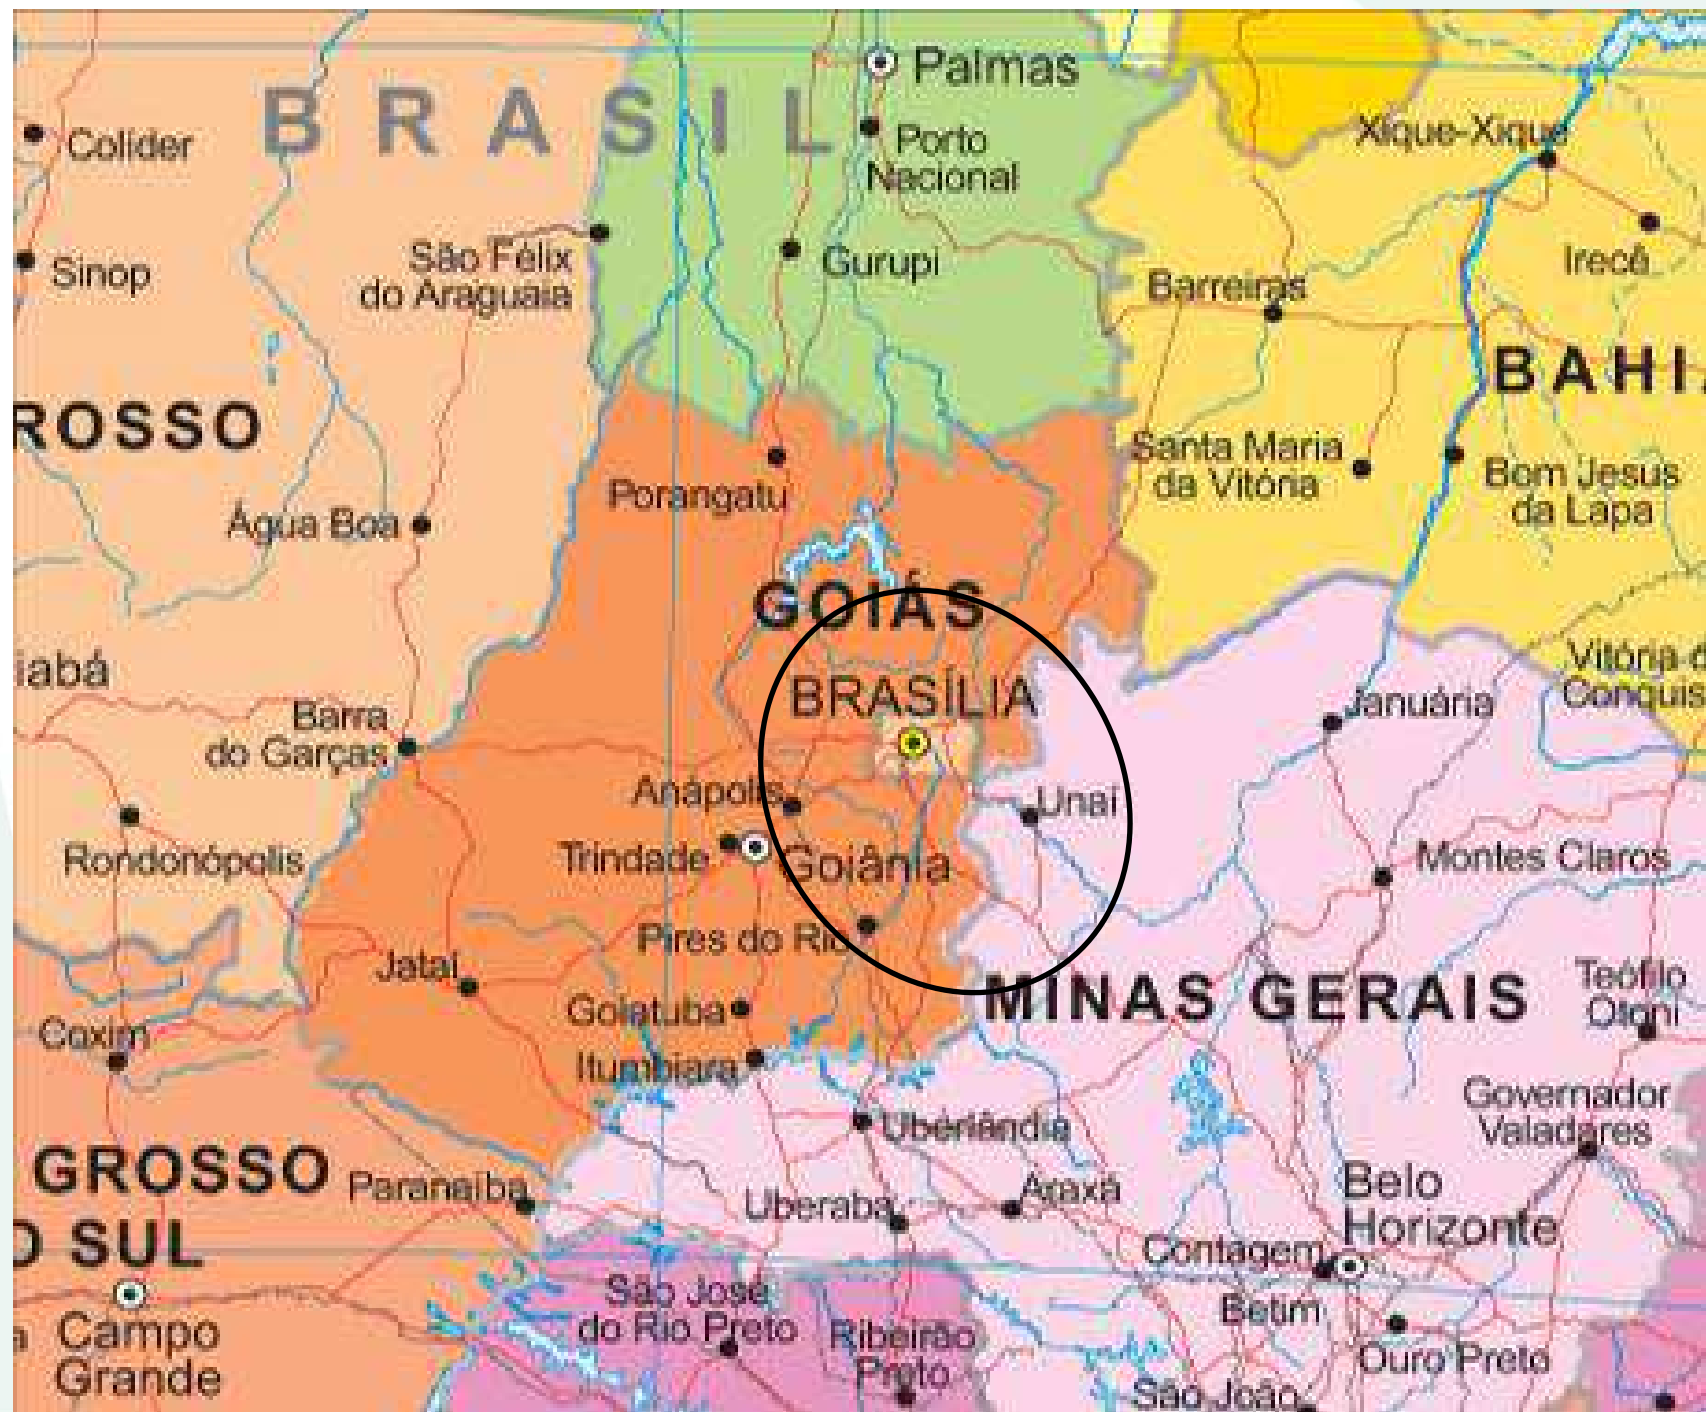 Palmas
BRASIL
Colíder
Porto
Nacional
Xique-Xique
São Félix
do Araguaia
Gurupi
Sinop
Irecê
Barreiras
BAHI
ROSSO
Santa Maria
da Vitória
Bom Jesus
da Lapa
Porangatu
Água Boa
GOIÁS
iabá
BRASÍLIA
Vitória d
Conquis
Januária
Barra
do Garças
Anápolis
Unaí
Trindade
Goiânia
Rondonópolis
Montes Claros
Pires do Rio
Jataí
MINAS GERAIS
Teófilo
Otoni
Goiatuba
Coxim
Itumbiara
Governador
Valadares
Uberlândia
GROSSO
O SUL
Paranaíba
Uberaba
Araxá
Belo
Horizonte
Contagem
Betim
São José
do Rio Preto
Ribeirão
Preto
a Campo
Grande
Ouro Preto
São João